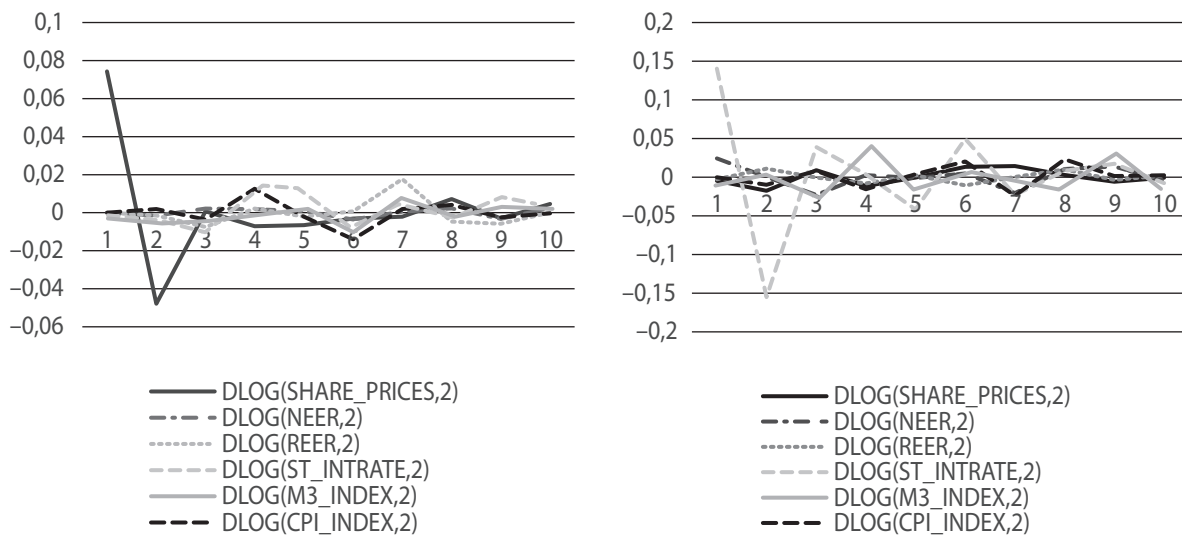 0,1
0,08
0,06
0,04
0,02
0
–0,02
–0,04
–0,06
1 2 3 4 5 6 7 8 9 10
DLOG(SHARE_PRICES,2)
DLOG(NEER,2)
DLOG(REER,2)
DLOG(ST_INTRATE,2)
DLOG(M3_INDEX,2)
DLOG(CPI_INDEX,2)
0,2
0,15
0,1
0,05
0
–0,05
–0,1
–0,15
–0,2
1 2 3 4 5 6 7 8 9 10
DLOG(SHARE_PRICES,2)
DLOG(NEER,2)
DLOG(REER,2)
DLOG(ST_INTRATE,2)
DLOG(M3_INDEX,2)
DLOG(CPI_INDEX,2)